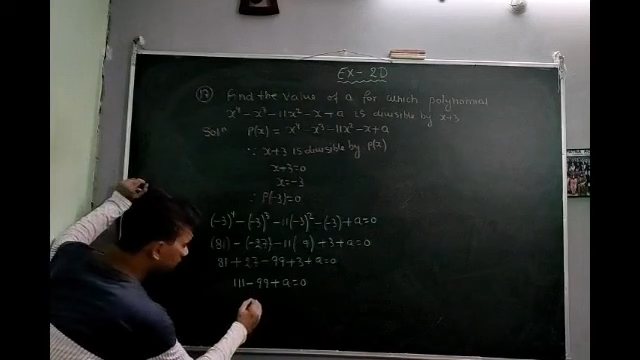 EX-2D
(17) Find the value of a for which polynomial
x⁴-x³-11x²-x+a is divisible by x+3
Solⁿ P(x) = x⁴-x³-11x²-x+a
∵ x+3 is divisible by p(x)
x+3=0
x=-3
∴ P(-3)=0
(-3)⁴-(-3)³-11(-3)²-(-3)+a=0
(81)-(-27)-11(9)+3+a=0
81+27-99+3+a=0
111-99+a=0